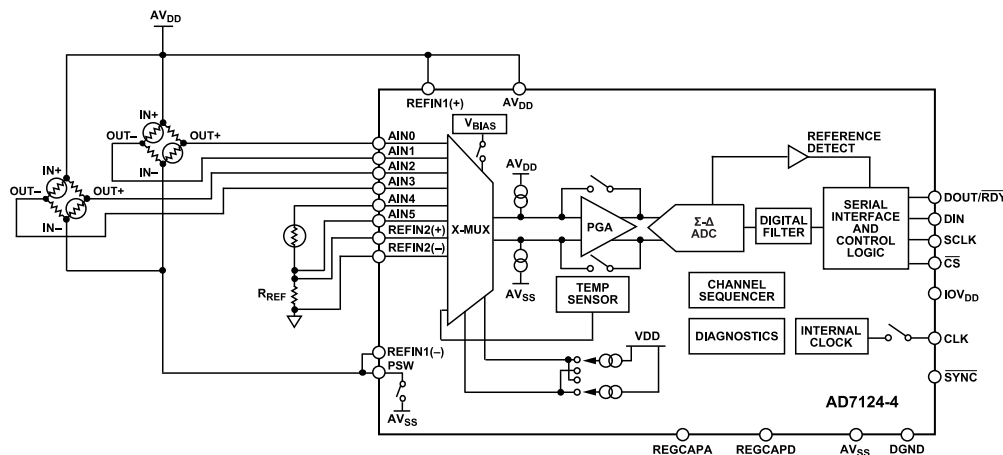 AVDD
REFIN1(+)
AVDD
IN+
OUT–
OUT+
IN–
IN+
OUT–
OUT+
IN–
RREF
AIN0
AIN1
AIN2
AIN3
AIN4
AIN5
REFIN2(+)
REFIN2(–)
REFIN1(–)
PSW
AVSS
VBIAS
X-MUX
AVDD
AVSS
PGA
TEMP
SENSOR
VDD
Σ-Δ
ADC
REFERENCE
DETECT
DIGITAL
FILTER
SERIAL
INTERFACE
AND
CONTROL
LOGIC
CHANNEL
SEQUENCER
DIAGNOSTICS
INTERNAL
CLOCK
DOUT/RDY
DIN
SCLK
CS
IOVDD
CLK
SYNC
AD7124-4
REGCAPA
REGCAPD
AVSS
DGND